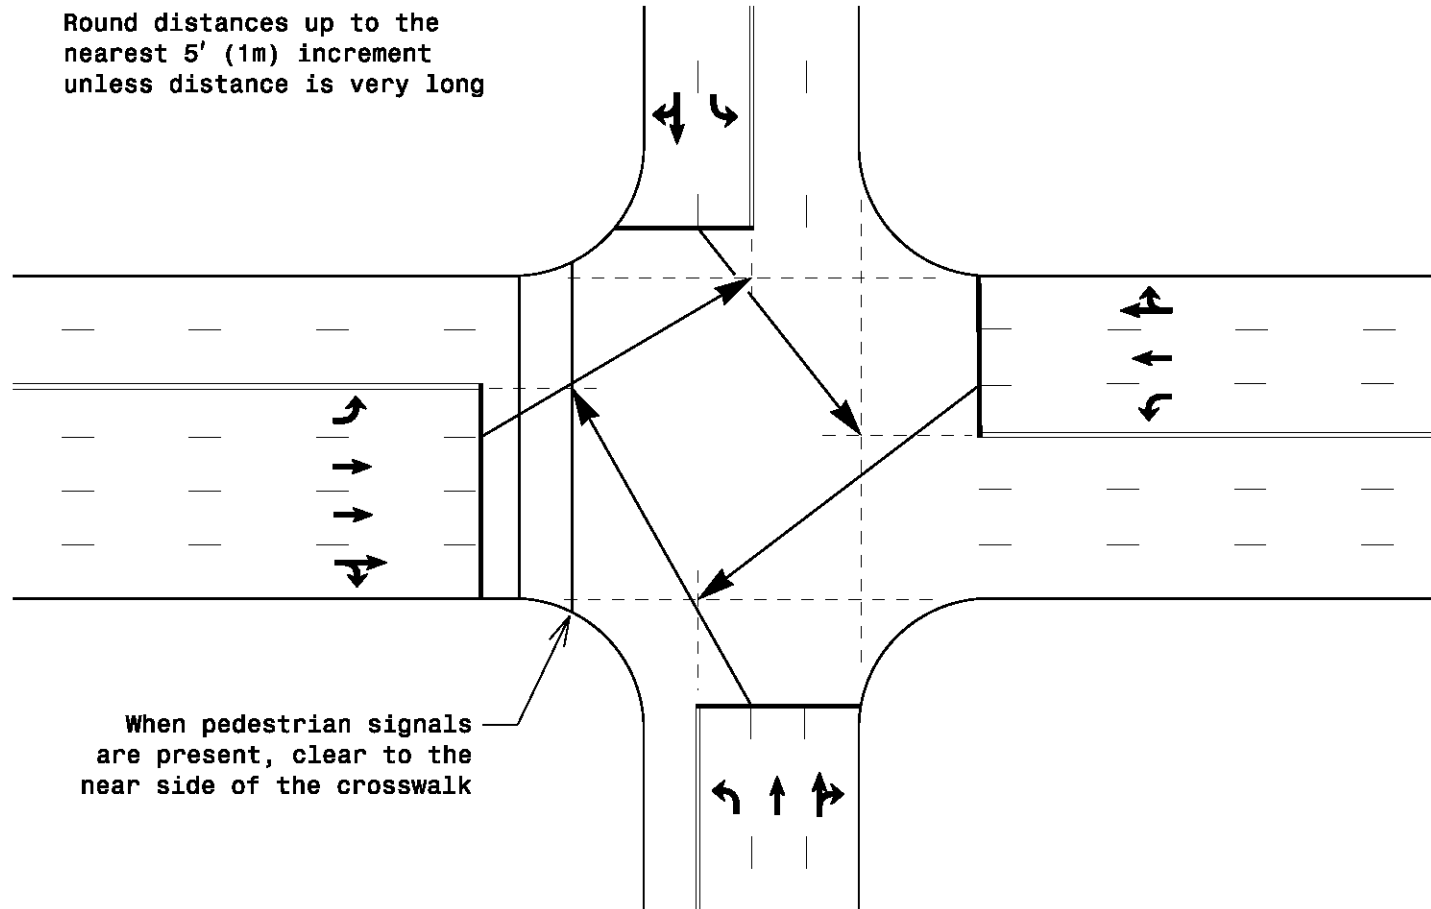 Round distances up to the
nearest 5' (1m) increment
unless distance is very long
When pedestrian signals
are present, clear to the
near side of the crosswalk